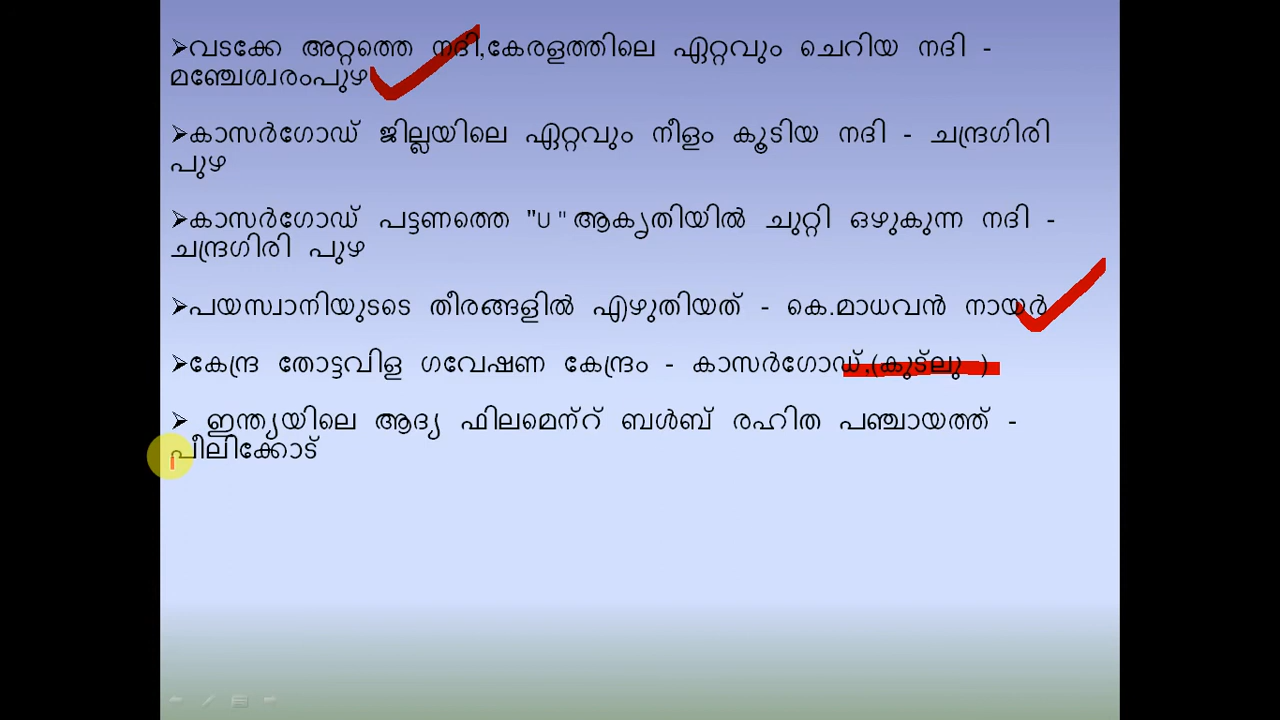 ➢വടക്കേ അറ്റത്തെ നദി,കേരളത്തിലെ ഏറ്റവും ചെറിയ നദി -
മഞ്ചേശ്വരംപുഴ
➢കാസർഗോഡ് ജില്ലയിലെ ഏറ്റവും നീളം കൂടിയ നദി - ചന്ദ്രഗിരി
പുഴ
➢കാസർഗോഡ് പട്ടണത്തെ "U" ആകൃതിയിൽ ചുറ്റി ഒഴുകുന്ന നദി -
ചന്ദ്രഗിരി പുഴ
➢പയസ്വാനിയുടടെ തീരങ്ങളിൽ എഴുതിയത് - കെ.മാധവൻ നായർ
➢കേന്ദ്ര തോട്ടവിള ഗവേഷണ കേന്ദ്രം - കാസർഗോഡ്,(കുട്ലു )
➢ ഇന്ത്യയിലെ ആദ്യ ഫിലമെന്റ് ബൾബ് രഹിത പഞ്ചായത്ത് -
പീലിക്കോട്